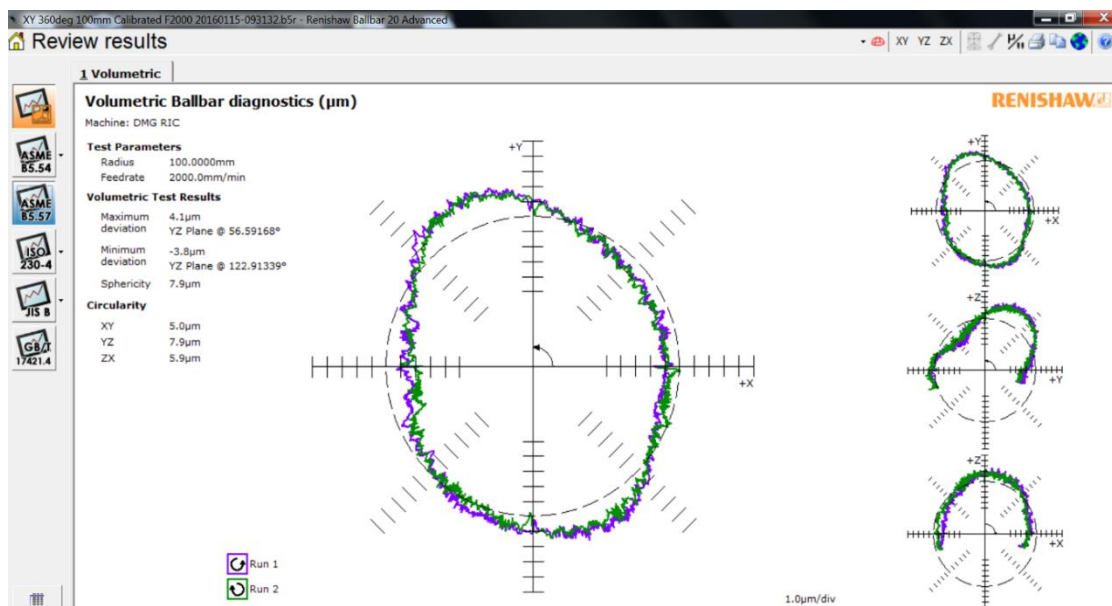 XY 360deg 100mm Calibrated F2000 20160115-093132.b5r - Renishaw Ballbar 20 Advanced
Review results
XY YZ ZX
1 Volumetric
Volumetric Ballbar diagnostics (µm)
RENISHAW
Machine: DMG RIC
Test Parameters
Radius 100.0000mm
Feedrate 2000.0mm/min
Volumetric Test Results
Maximum deviation 4.1µm
YZ Plane @ 56.59168°
Minimum deviation -3.8µm
YZ Plane @ 122.91339°
Sphericity 7.9µm
Circularity
XY 5.0µm
YZ 7.9µm
ZX 5.9µm
ASME
B5.54
ASME
B5.57
ISO
230-4
JIS B
GB/T
17421.4
+Y
+X
+Y
+X
+Z
+Y
+Z
+X
Run 1
Run 2
1.0µm/div